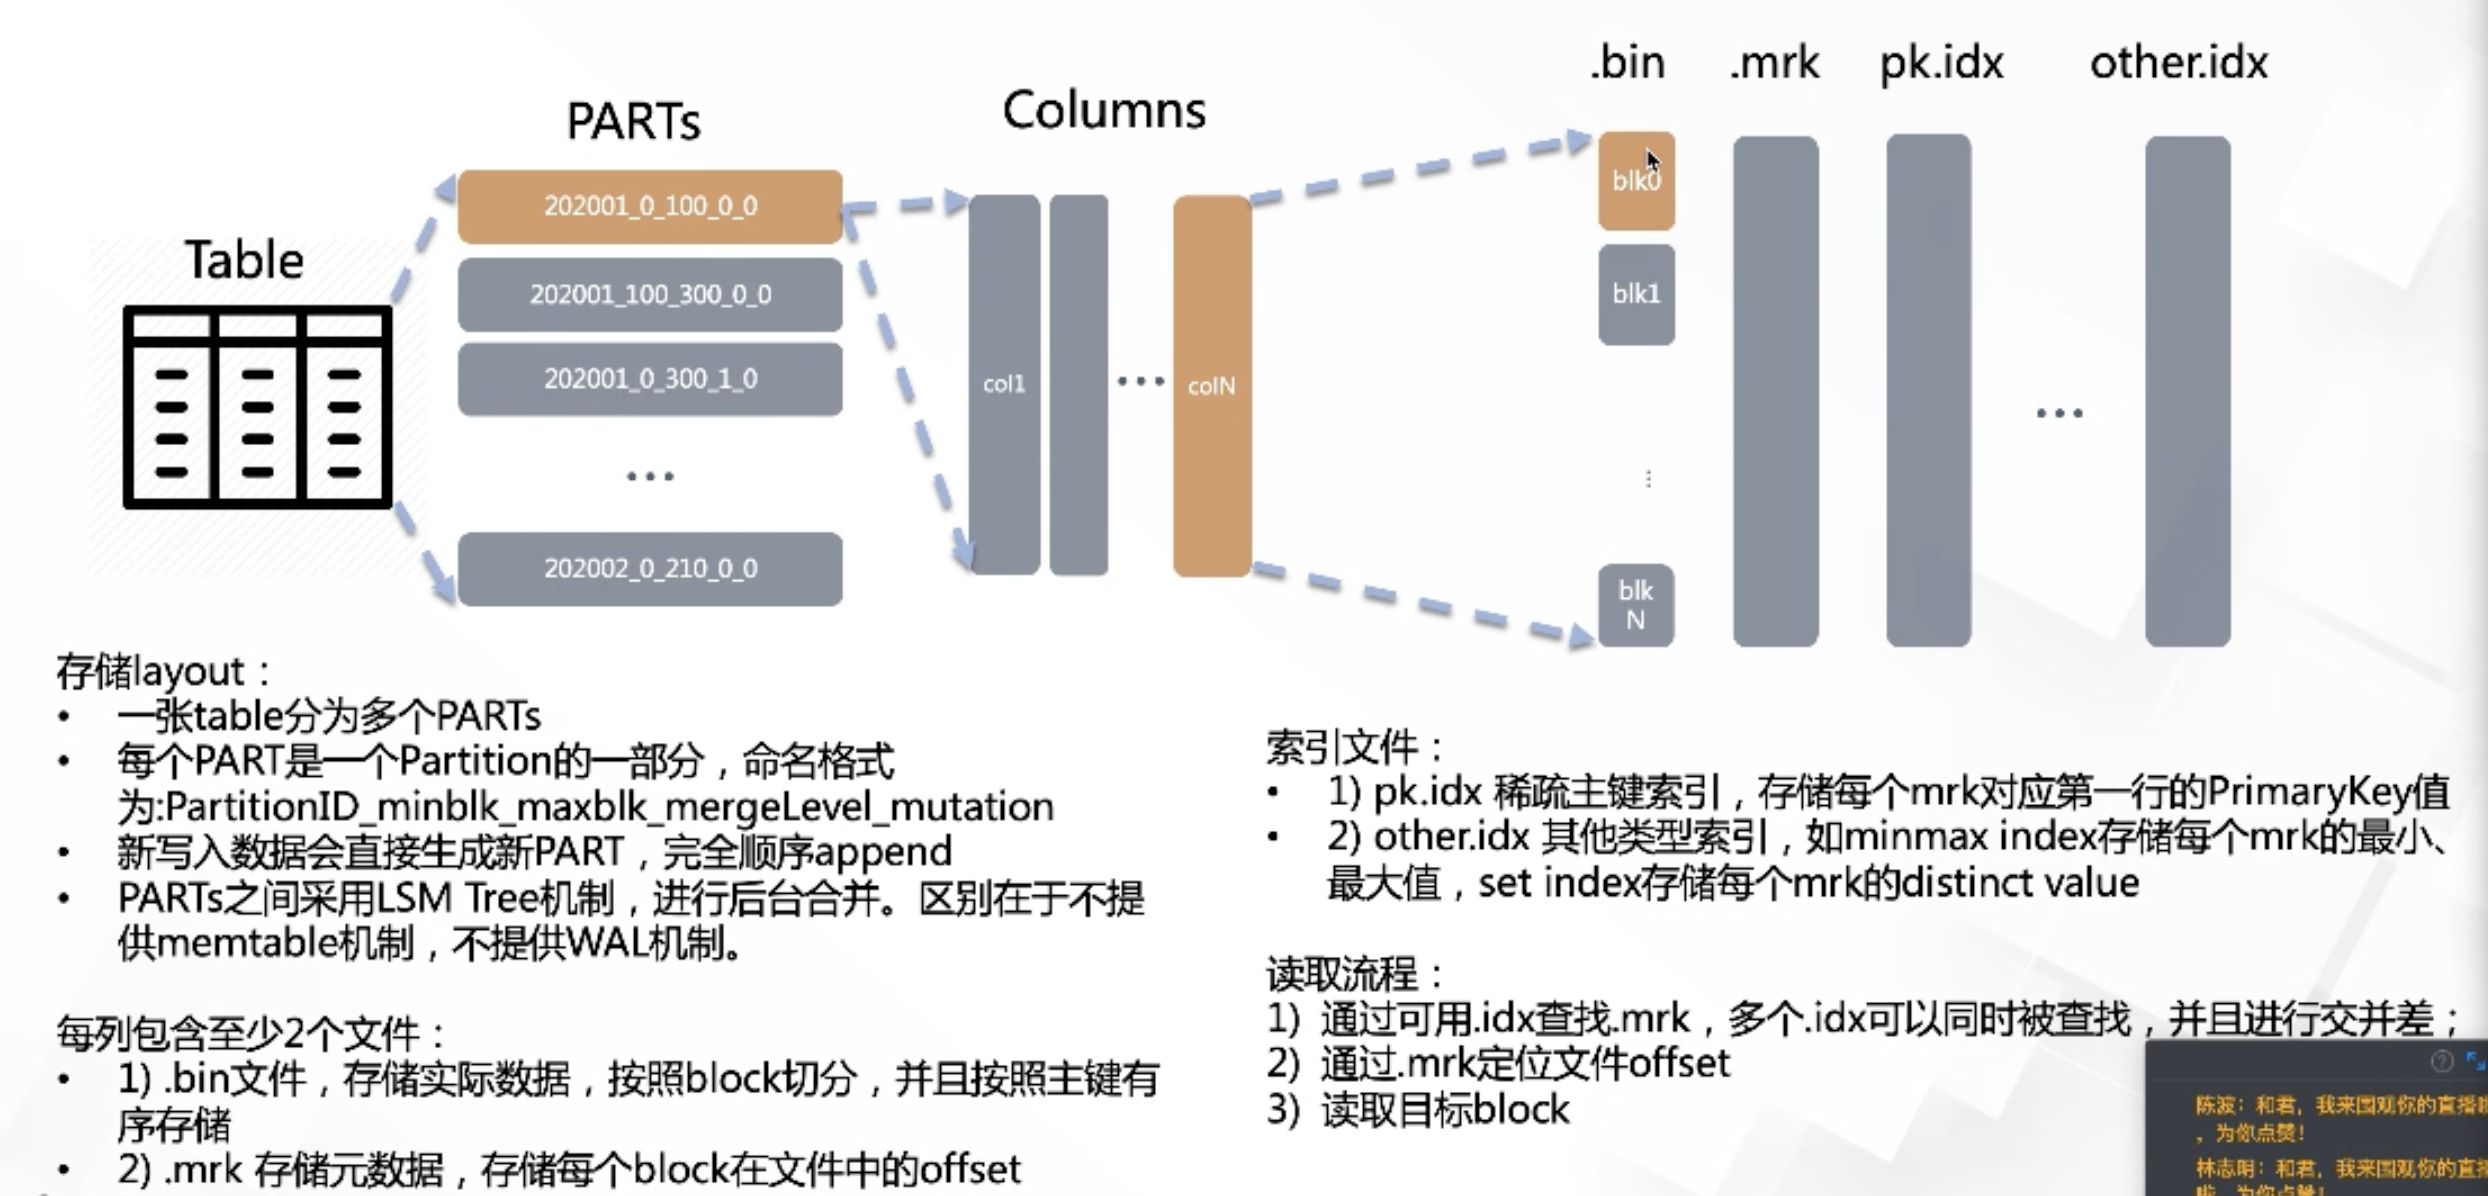 .bin
.mrk
pk.idx
other.idx
PARTs
Columns
Table
202001_0_100_0_0
202001_100_300_0_0
202001_0_300_1_0
...
202002_0_210_0_0
col1
...
colN
blk0
blk1
⋮
blk
N
...
存储layout：
• 一张table分为多个PARTs
• 每个PART是一个Partition的一部分，命名格式
为:PartitionID_minblk_maxblk_mergeLevel_mutation
• 新写入数据会直接生成新PART，完全顺序append
• PARTs之间采用LSM Tree机制，进行后台合并。区别在于不提
供memtable机制，不提供WAL机制。
每列包含至少2个文件：
• 1) .bin文件，存储实际数据，按照block切分，并且按照主键有
序存储
• 2) .mrk 存储元数据，存储每个block在文件中的offset
索引文件：
• 1) pk.idx 稀疏主键索引，存储每个mrk对应第一行的PrimaryKey值
• 2) other.idx 其他类型索引，如minmax index存储每个mrk的最小、
最大值，set index存储每个mrk的distinct value
读取流程：
1) 通过可用.idx查找.mrk，多个.idx可以同时被查找，并且进行交并差；
2) 通过.mrk定位文件offset
3) 读取目标block
陈波：和君，我来围观你的直播
，为你点赞！
林志明：和君，我来围观你的直